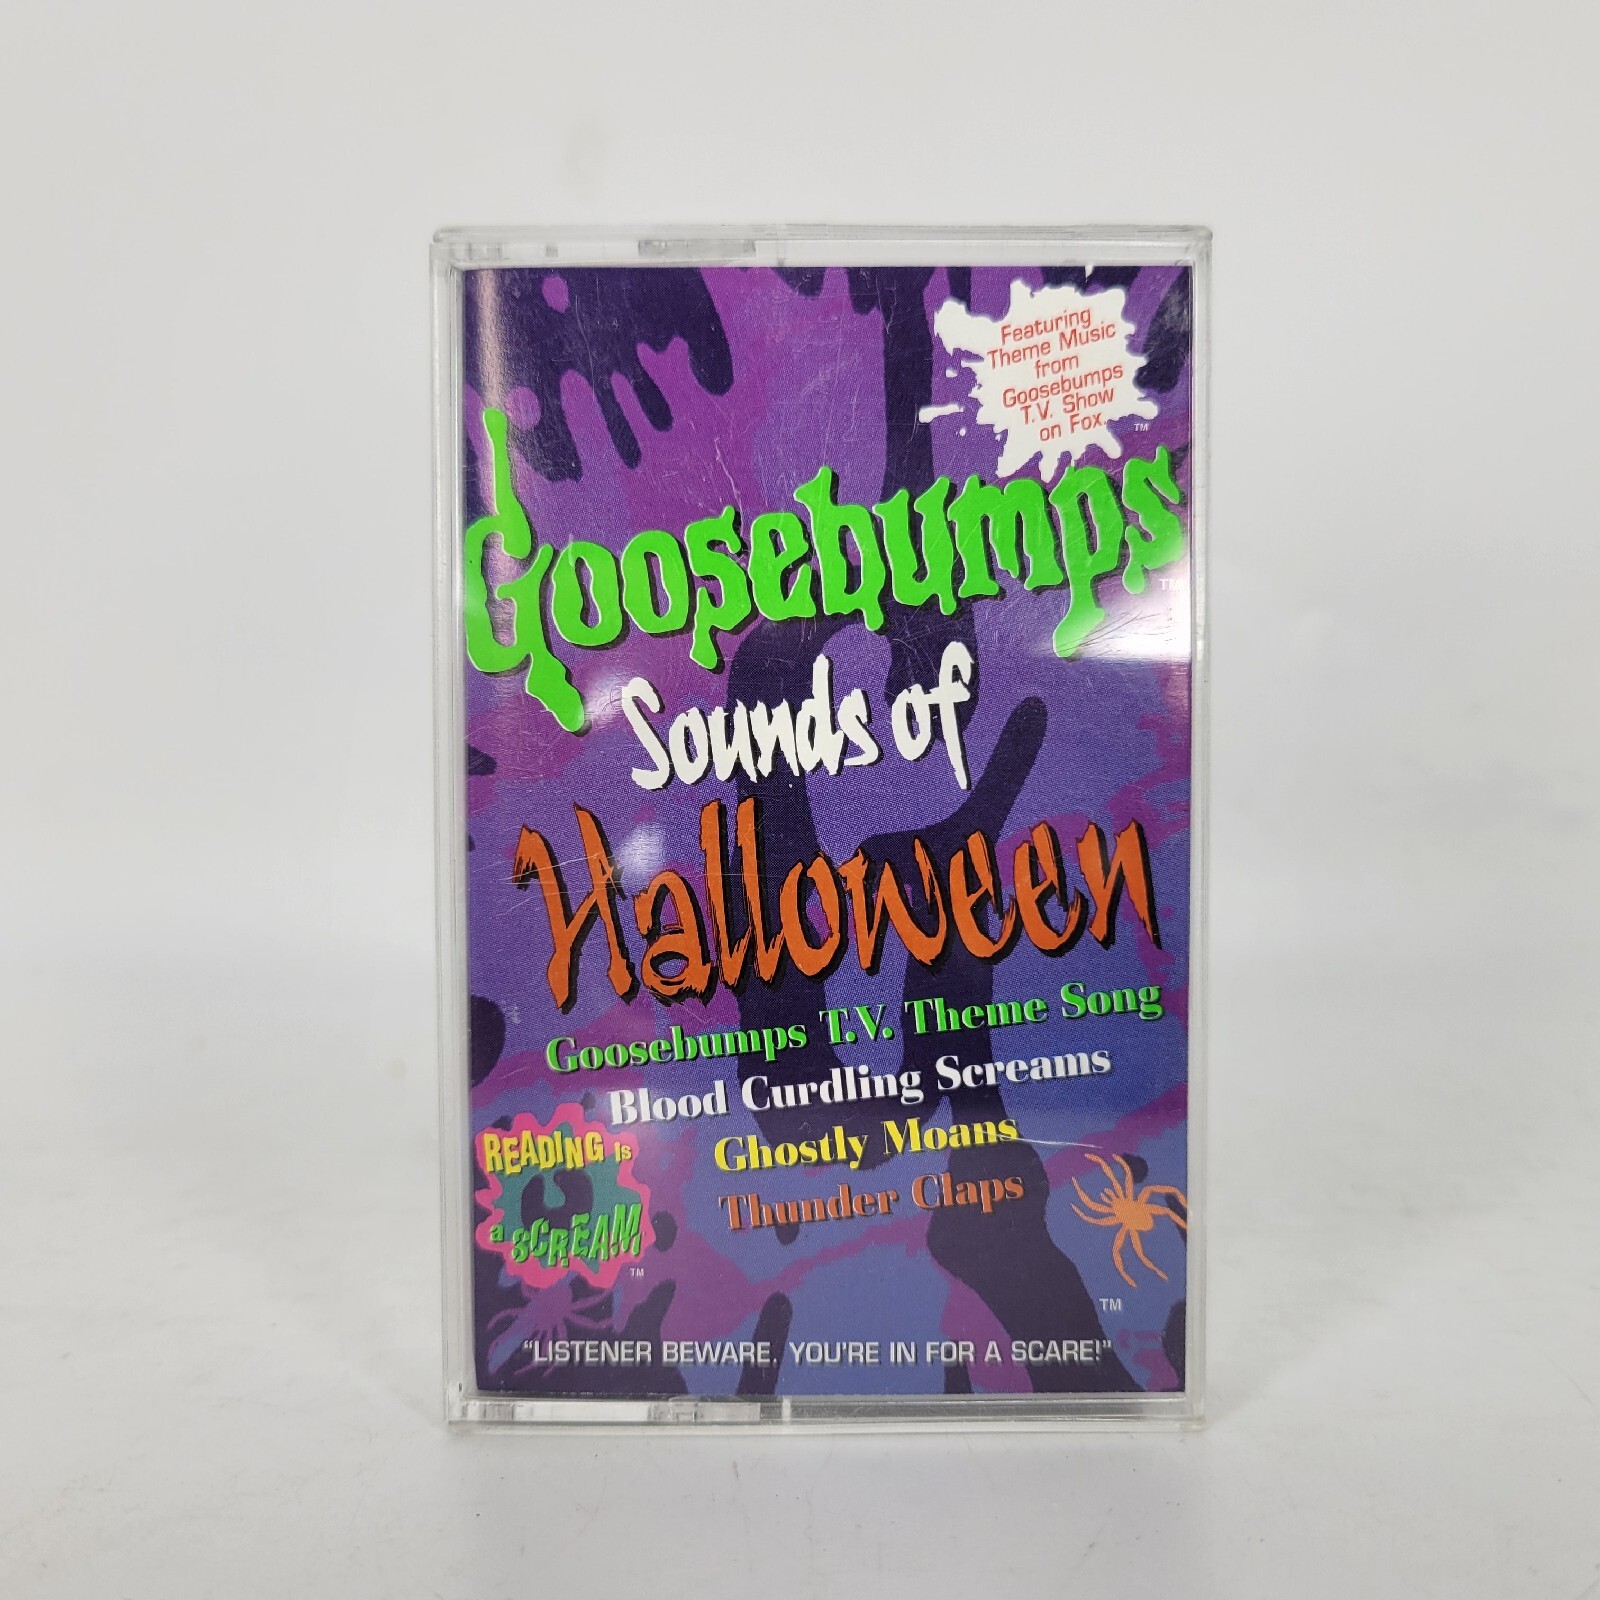 Featuring
Theme Music
from
Goosebumps
T.V. Show
on Fox.
TM
Goosebumps
TM
Sounds of
Halloween
Goosebumps T.V. Theme Song
Blood Curdling Screams
Ghostly Moans
Thunder Claps
READING is
a SCREAM
TM
TM
"LISTENER BEWARE, YOU'RE IN FOR A SCARE!"